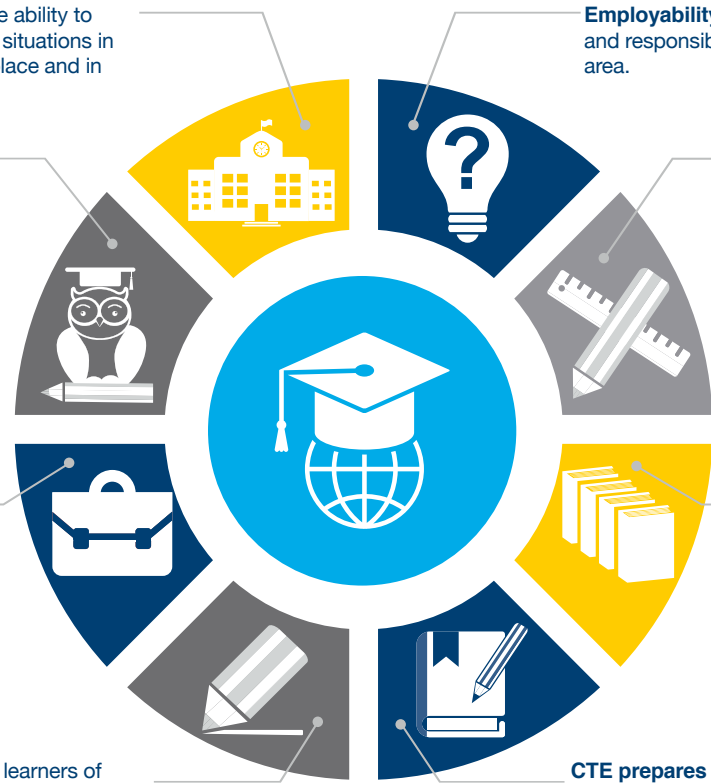 e ability to
situations in
lace and in
Employability
and responsib
area.
?
learners of
CTE prepares